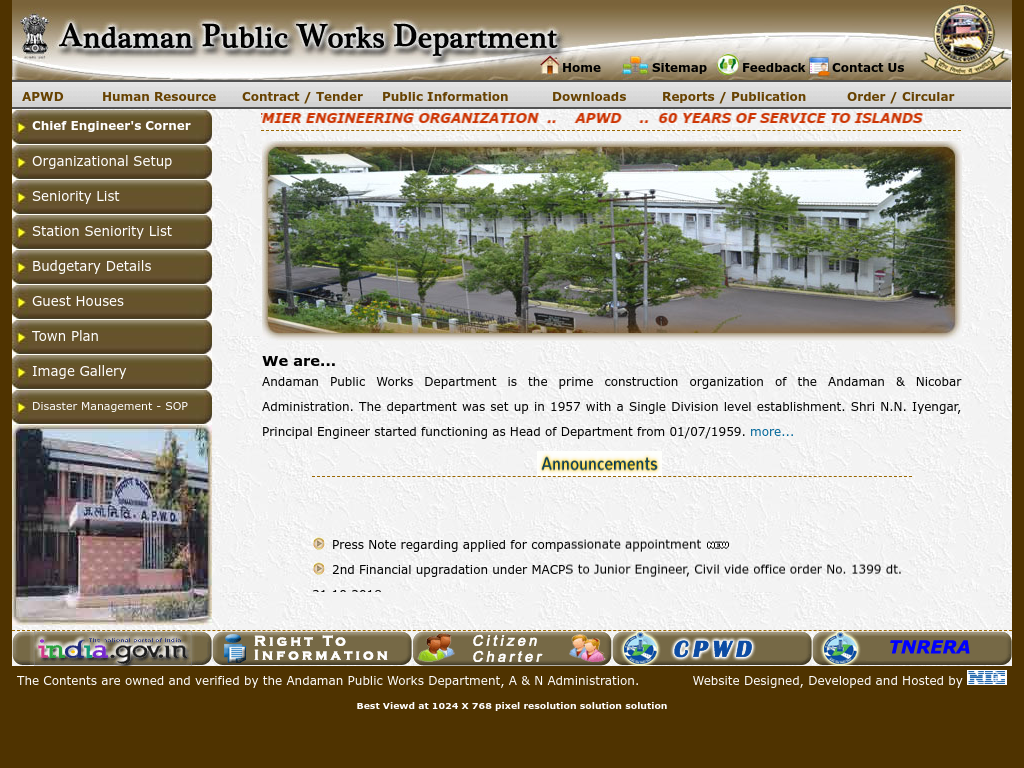 Andaman Public Works Department
Home Sitemap Feedback Contact Us
APWD Human Resource Contract / Tender Public Information Downloads Reports / Publication Order / Circular
MIER ENGINEERING ORGANIZATION .. APWD .. 60 YEARS OF SERVICE TO ISLANDS
Chief Engineer's Corner
Organizational Setup
Seniority List
Station Seniority List
Budgetary Details
Guest Houses
Town Plan
Image Gallery
Disaster Management - SOP
अ.लो.नि.वि.- A.P.W.D.
We are...
Andaman Public Works Department is the prime construction organization of the Andaman & Nicobar
Administration. The department was set up in 1957 with a Single Division level establishment. Shri N.N. Iyengar,
Principal Engineer started functioning as Head of Department from 01/07/1959. more...
Announcements
Press Note regarding applied for compassionate appointment NEW
2nd Financial upgradation under MACPS to Junior Engineer, Civil vide office order No. 1399 dt.
The national portal of India
india.gov.in
RIGHT TO
INFORMATION
Citizen
Charter
CPWD
TNRERA
The Contents are owned and verified by the Andaman Public Works Department, A & N Administration.
Website Designed, Developed and Hosted by NIC
Best Viewd at 1024 X 768 pixel resolution solution solution